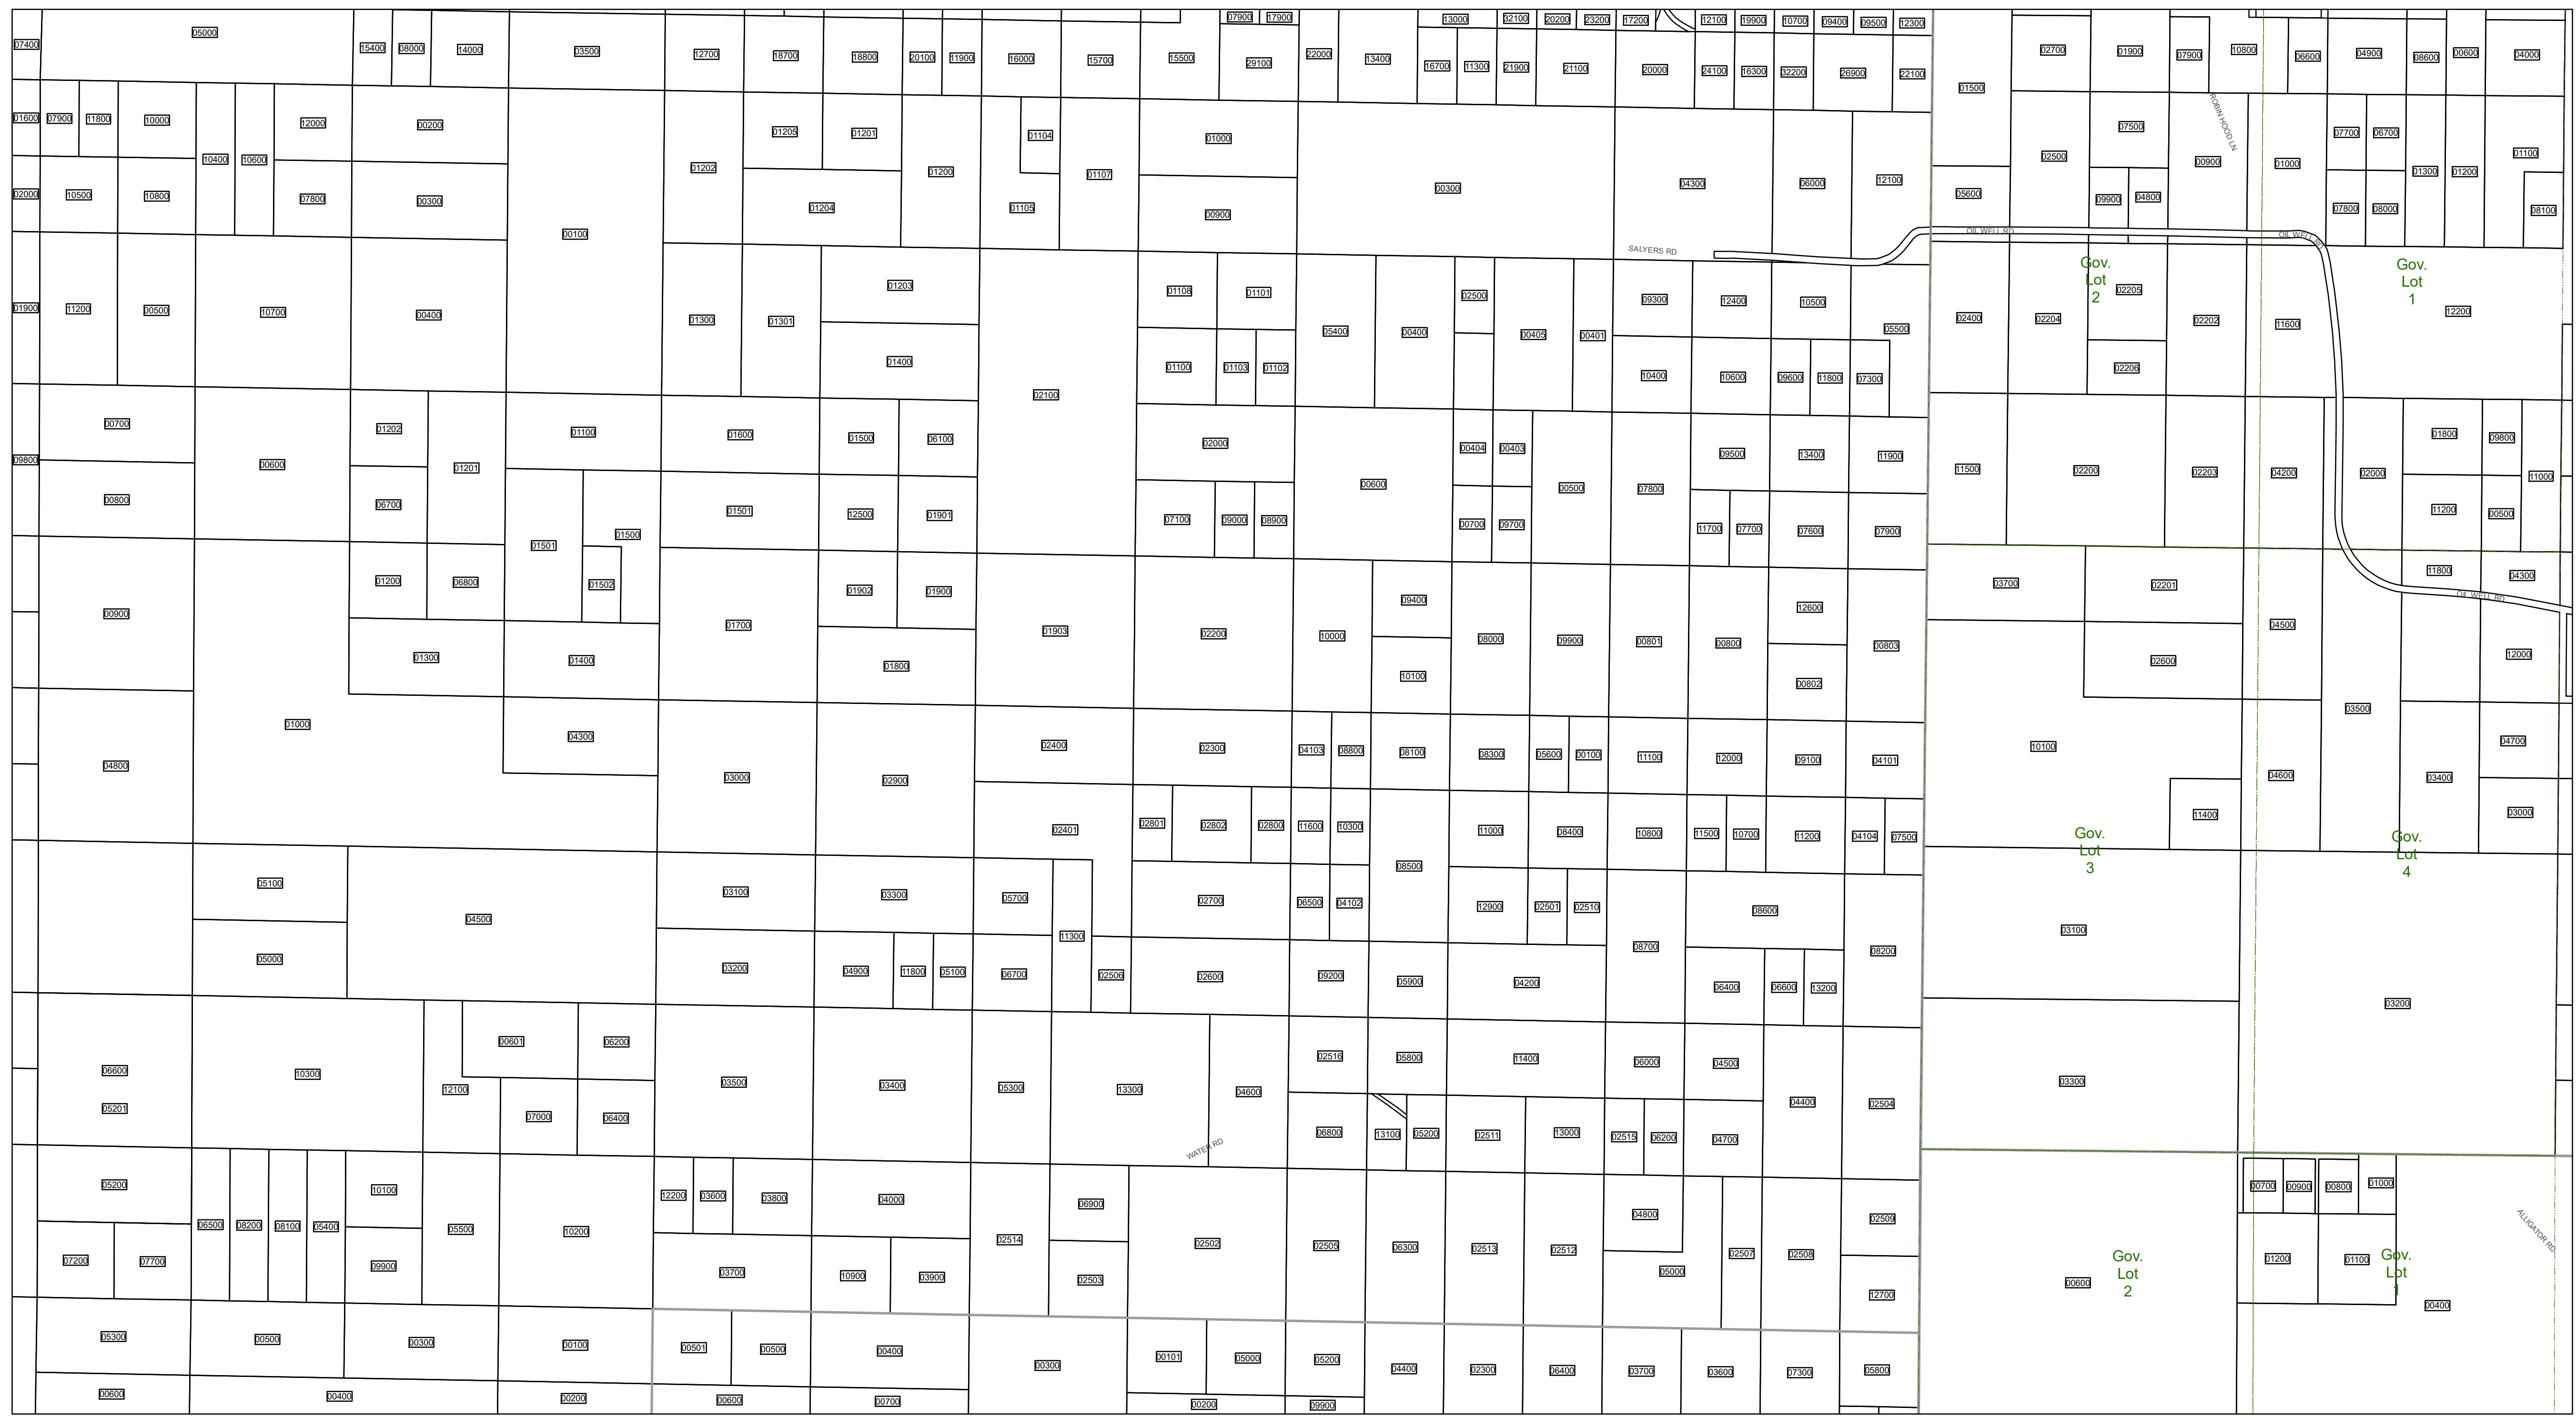 07900 17900 13000 32100 20200 23200 17200 12100 19900 10700 09400 09500 12300
07400 05000 15400 08000 14000 03500 12700 18700 18800 20100 11900 16000 15700 15500 29100 22000 13400 16700 11300 21900 21100 20000 24100 16300 32200 26900 22100 01500 02700 01900 07900 10800 06600 04900 08600 00600 04000
01600 07900 11800 10000 10400 10600 12000 00200 01205 01201 01104 01000 07500 ROBIN HOOD LN 07700 06700 01100
01202 01200 01107 00300 04300 06000 12100 02500 00900 01000 01300 01200
02000 10500 10800 07800 00300 01204 01105 00900 05600 09900 04800 07800 08000 08100
00100 SALYERS RD OIL WELL RD OIL WELL RD
Gov.
Lot
2
Gov.
Lot
1
01900 11200 00500 10700 00400 01300 01301 01203 01108 01101 02500 09300 12400 10500 02205 12200
05400 00400 00405 00401 05500 02400 02204 02202 11600
01400 01100 01103 01102 10400 10600 09600 11800 07300 02206
02100
00700 01202 01100 01600 01500 06100 02000 00404 00403 09500 13400 11900 01800 09800
09800 00600 01201 00600 00500 07800 11500 02200 02203 04200 02000 11000
00800 06700 01500 01501 12500 01901 07100 09000 08900 00700 09700 11700 07700 07600 07900 11200 00500
01501
01200 06800 01502 01902 01900 09400 12600 03700 02201 11800 04300
OIL WELL RD
00900 01700 01903 02200 10000 08000 09900 00801 00800 00803 04500
01300 01400 01800 10100 00802 02600 12000
01000 04300 02400 02300 04103 08800 08100 08300 05600 00100 11100 12000 09100 04101 10100 03500 04700
04800 03000 02900 04600 03400
02401 02801 02802 02800 11600 10300 11000 08400 10800 11500 10700 11200 04104 07500 11400 03000
Gov.
Lot
3
Gov.
Lot
4
05100 04500 03100 03300 05700 02700 06500 04102 08500 12900 02501 02510 08600
11300 08700 08200 03100
05000 03200 04900 11800 05100 06700 02506 02600 09200 05900 04200 06400 06600 13200 03200
00601 06200 02516 05800 11400 06000 04500
06600 10300 12100 03500 03400 05300 13300 04600 04400 02504 03300
05201 07000 06400 06800 13100 05200 02511 13000 02515 06200 04700
WATER RD
05200 10100 12200 03600 03800 04000 06900 04800 02509 00700 00900 00800 01000
06500 08200 08100 05400 05500 10200 02514 02502 02505 06300 02513 02512 02507 02508 ALLIGATOR RD
07200 07700 09900 03700 10900 03900 02503 05000 12700 01200 01100
Gov.
Lot
2
Gov.
Lot
1
00600 00400
05300 00500 00300 00100 00501 00500 00400 00300 00101 05000 05200 04400 02300 06400 03700 03600 07300 05800
00600 00400 00200 00600 00700 00200 09900